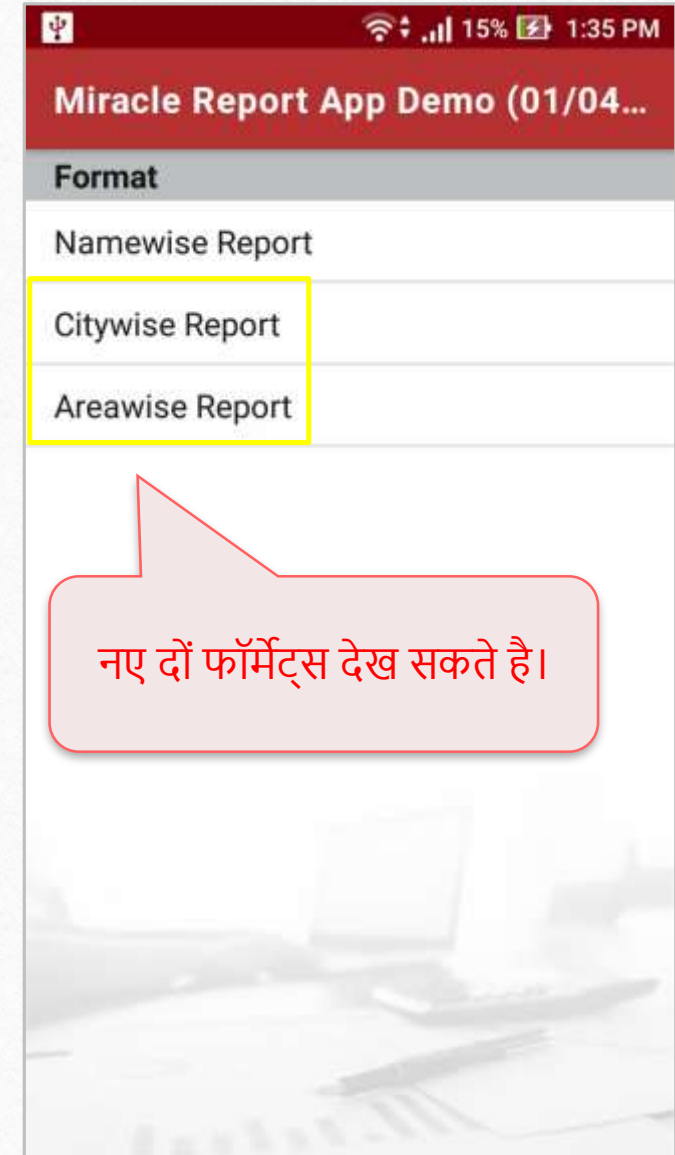 15% 1:35 PM
Miracle Report App Demo (01/04...
Format
Namewise Report
Citywise Report
Areawise Report
नए दों फॉर्मेट्स देख सकते है।